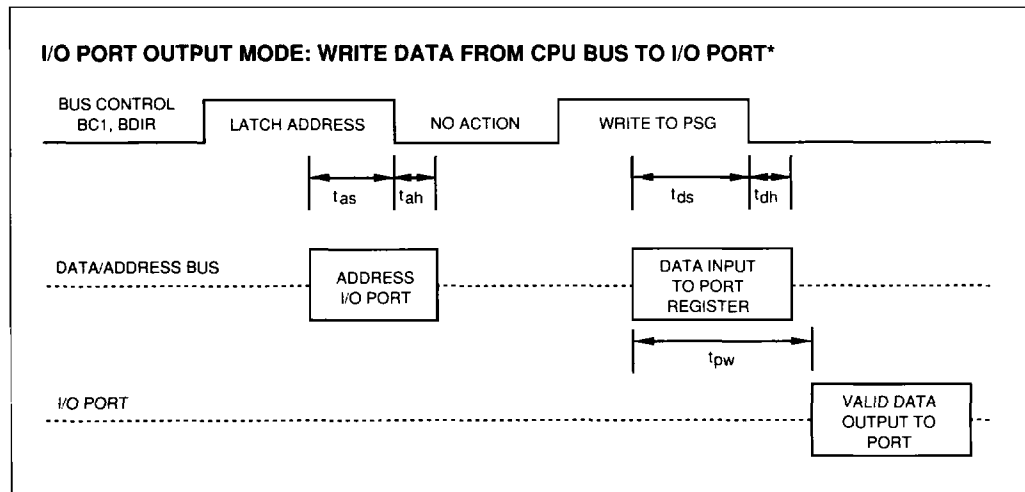 I/O PORT OUTPUT MODE: WRITE DATA FROM CPU BUS TO I/O PORT*
BUS CONTROL
BC1, BDIR
LATCH ADDRESS
NO ACTION
WRITE TO PSG
tas
tah
tds
tdh
DATA/ADDRESS BUS
ADDRESS
I/O PORT
DATA INPUT
TO PORT
REGISTER
tpw
I/O PORT
VALID DATA
OUTPUT TO
PORT